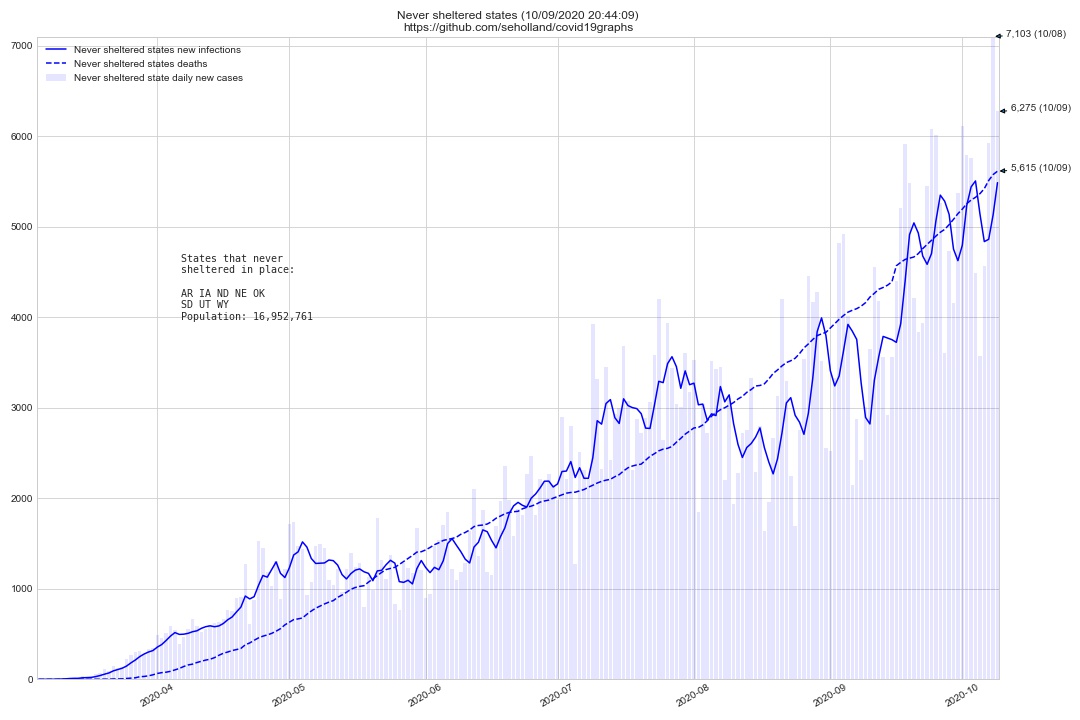 Never sheltered states (10/09/2020 20:44:09)
https://github.com/seholland/covid19graphs
7,103 (10/08)
7000
Never sheltered states new infections
Never sheltered states deaths
Never sheltered state daily new cases
6,275 (10/09)
6000
5,615 (10/09)
5000
States that never
sheltered in place:
AR IA ND NE OK
SD UT WY
Population: 16,952,761
4000
3000
2000
1000
0
2020-04
2020-05
2020-06
2020-07
2020-08
2020-09
2020-10